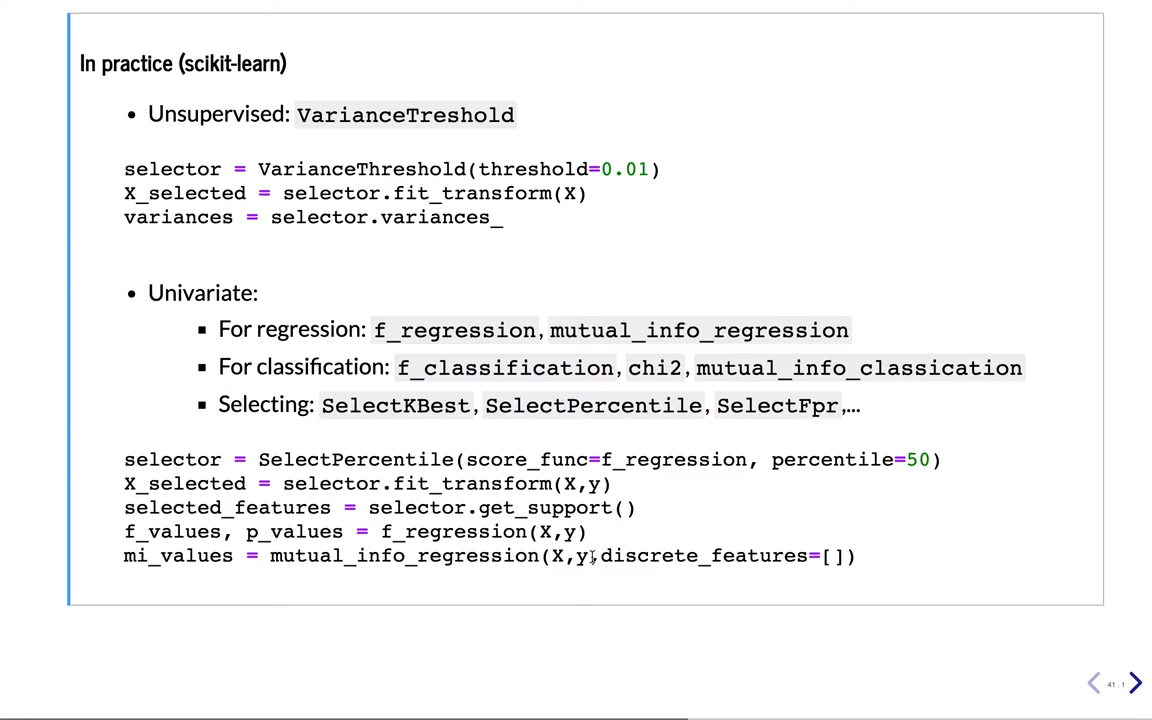 In practice (scikit-learn)
• Unsupervised: VarianceTreshold
selector = VarianceThreshold(threshold=0.01)
X_selected = selector.fit_transform(X)
variances = selector.variances_
• Univariate:
▪ For regression: f_regression, mutual_info_regression
▪ For classification: f_classification, chi2, mutual_info_classication
▪ Selecting: SelectKBest, SelectPercentile, SelectFpr,...
selector = SelectPercentile(score_func=f_regression, percentile=50)
X_selected = selector.fit_transform(X,y)
selected_features = selector.get_support()
f_values, p_values = f_regression(X,y)
mi_values = mutual_info_regression(X,y,discrete_features=[])
41.1